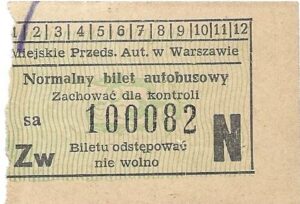 1 2 3 4 5 6 7 8 9 10 11 12
Miejskie Przeds. Aut. w Warszawie
Normalny bilet autobusowy
Zachować dla kontroli
sa 100082 N
Zw Biletu odstępować
nie wolno